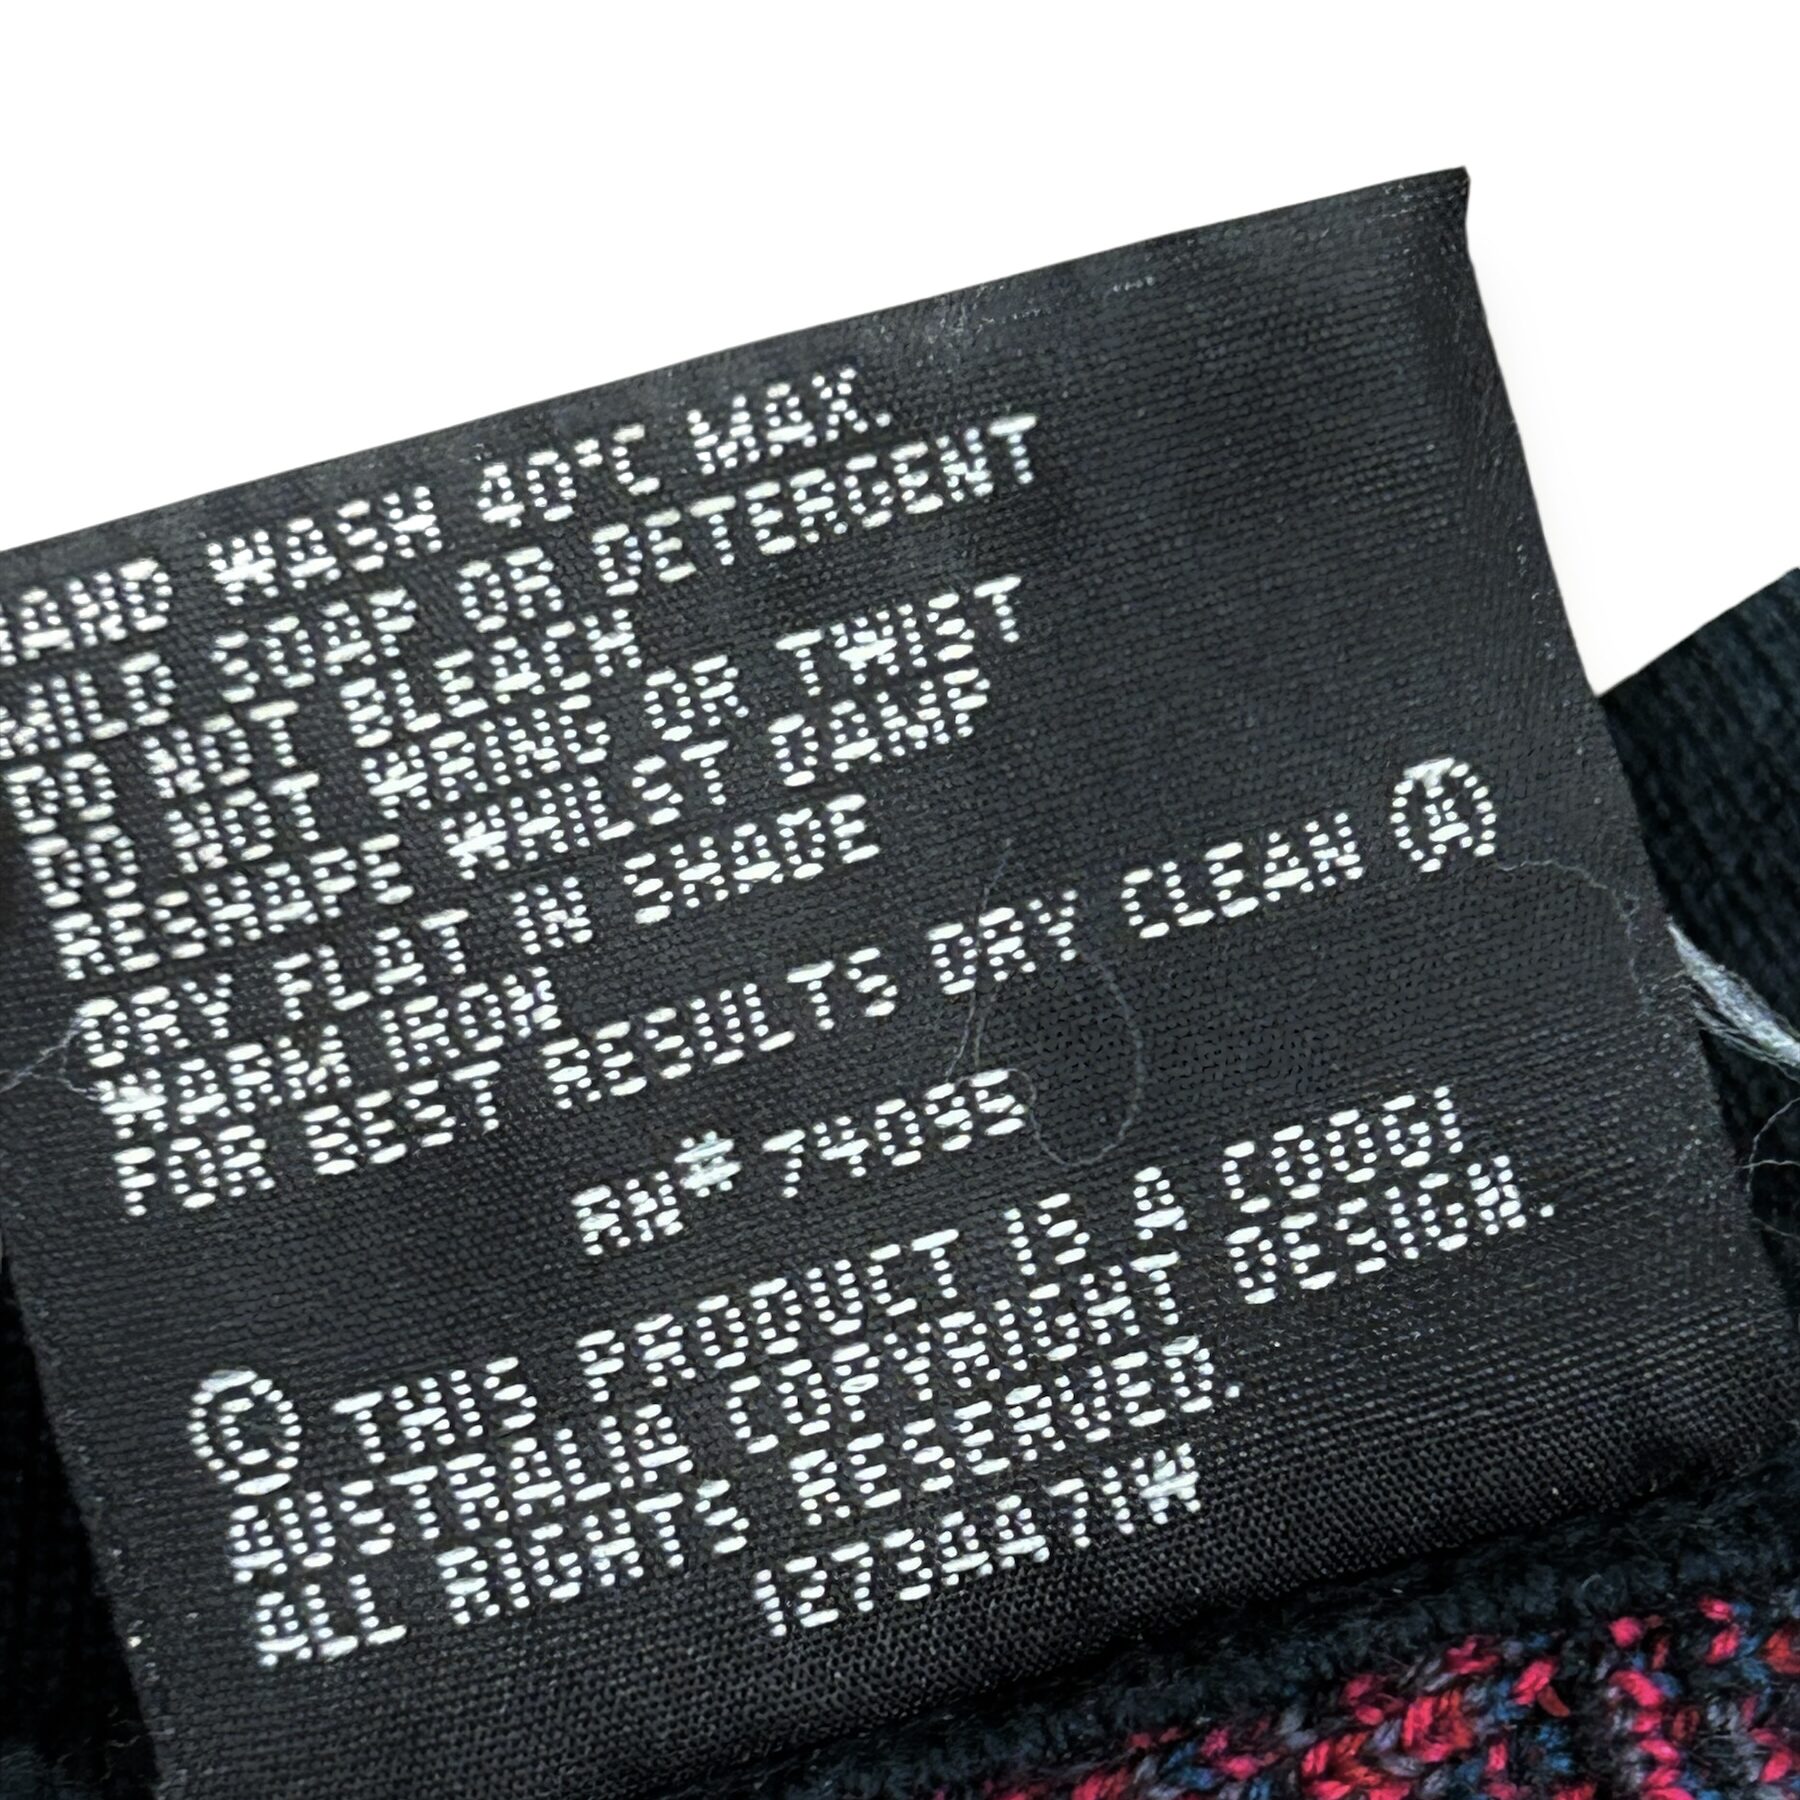 HAND WASH 40°C MAX.
MILD SOAP OR DETERGENT
DO NOT BLEACH
DO NOT WRING OR TWIST
RESHAPE WHILST DAMP
DRY FLAT IN SHADE
WARM IRON
FOR BEST RESULTS DRY CLEAN Ⓐ
RN# 74095
© THIS PRODUCT IS A COOGI
AUSTRALIA COPYRIGHT DESIGN.
ALL RIGHTS RESERVED.